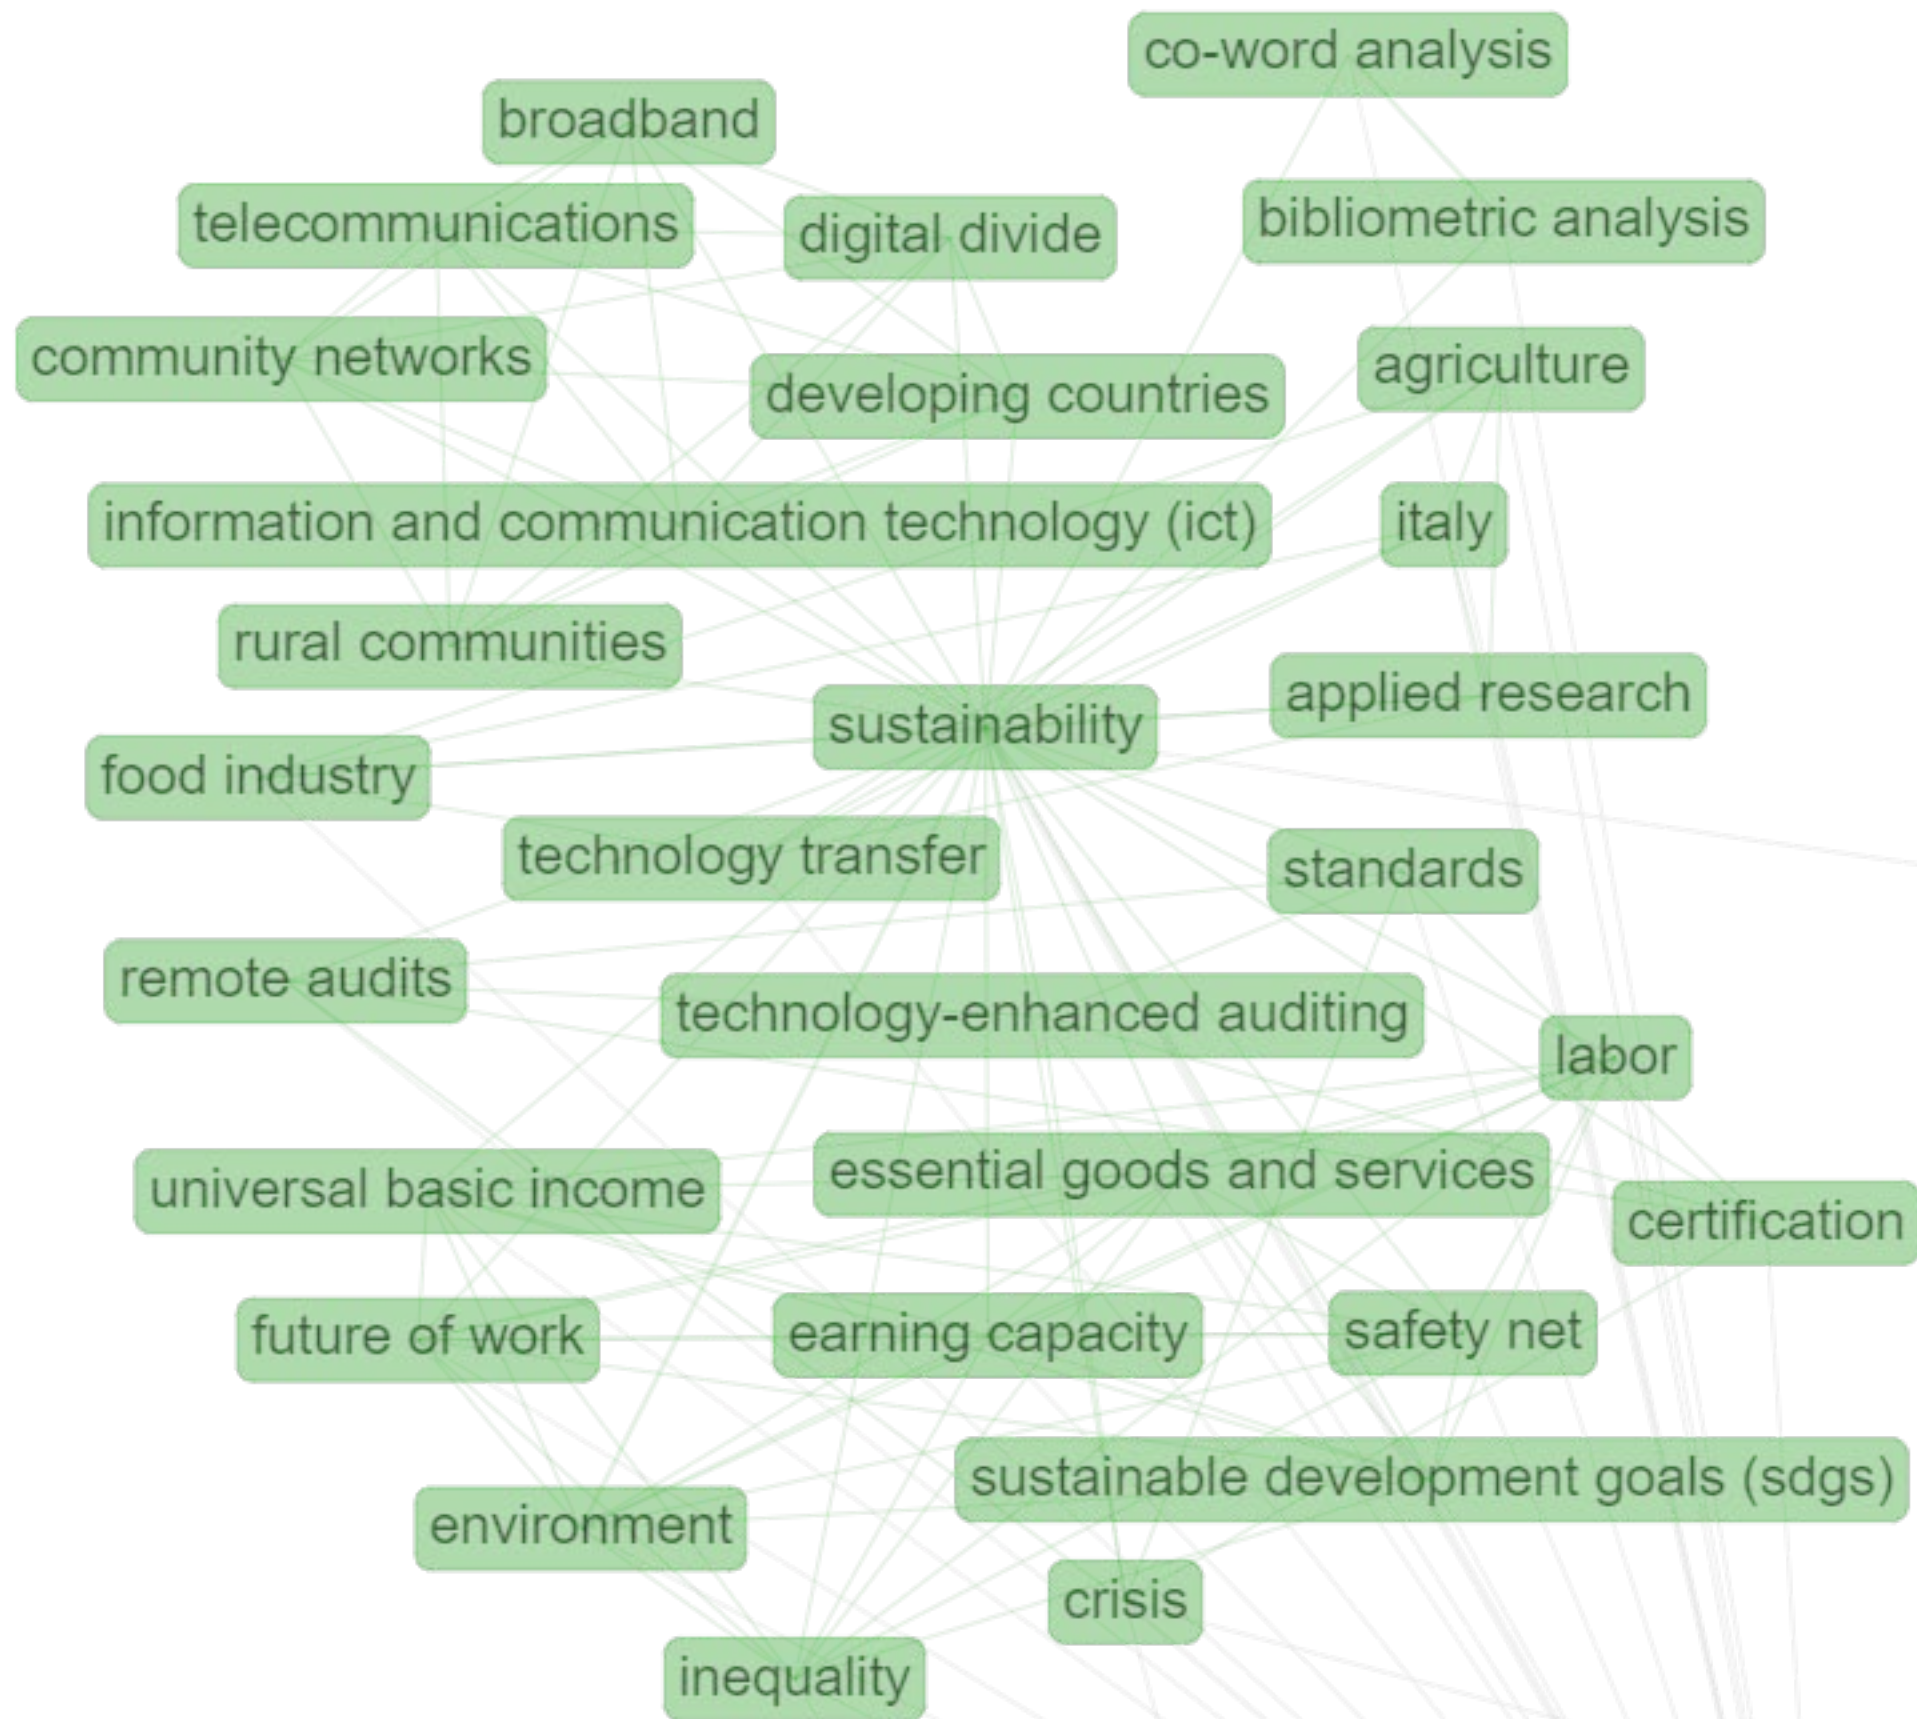 co-word analysis
broadband
telecommunications
digital divide
bibliometric analysis
community networks
developing countries
agriculture
information and communication technology (ict)
italy
rural communities
sustainability
applied research
food industry
technology transfer
standards
remote audits
technology-enhanced auditing
labor
universal basic income
essential goods and services
certification
future of work
earning capacity
safety net
sustainable development goals (sdgs)
environment
crisis
inequality